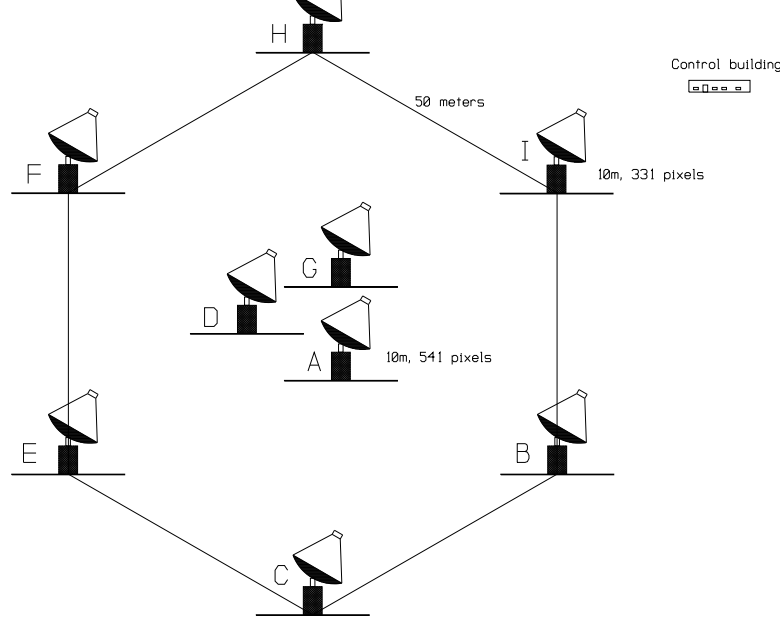 H
Control building
50 meters
I
F
10m, 331 pixels
G
D
A
10m, 541 pixels
E
B
C